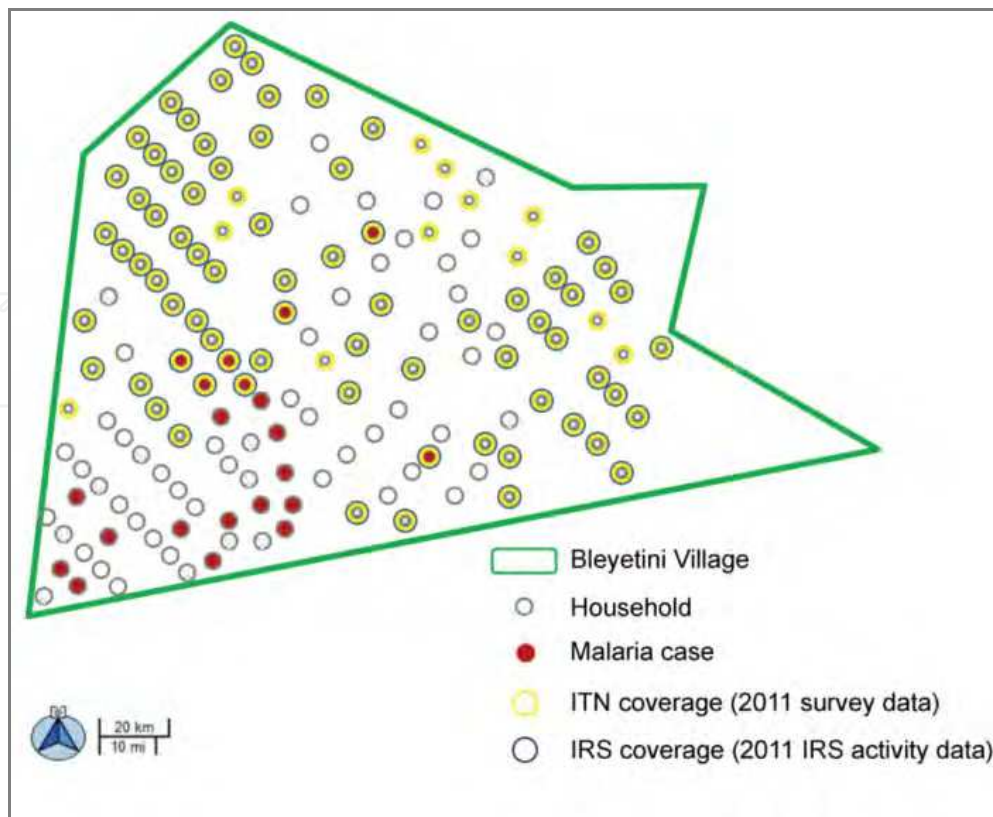 Bleyetini Village
Household
Malaria case
ITN coverage (2011 survey data)
IRS coverage (2011 IRS activity data)
20 km
10 mi